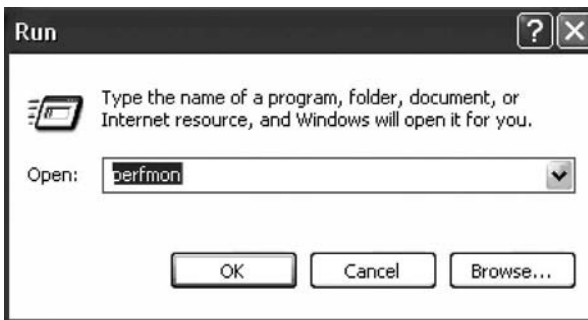 Run
Type the name of a program, folder, document, or
Internet resource, and Windows will open it for you.
Open: perfmon
OK Cancel Browse...